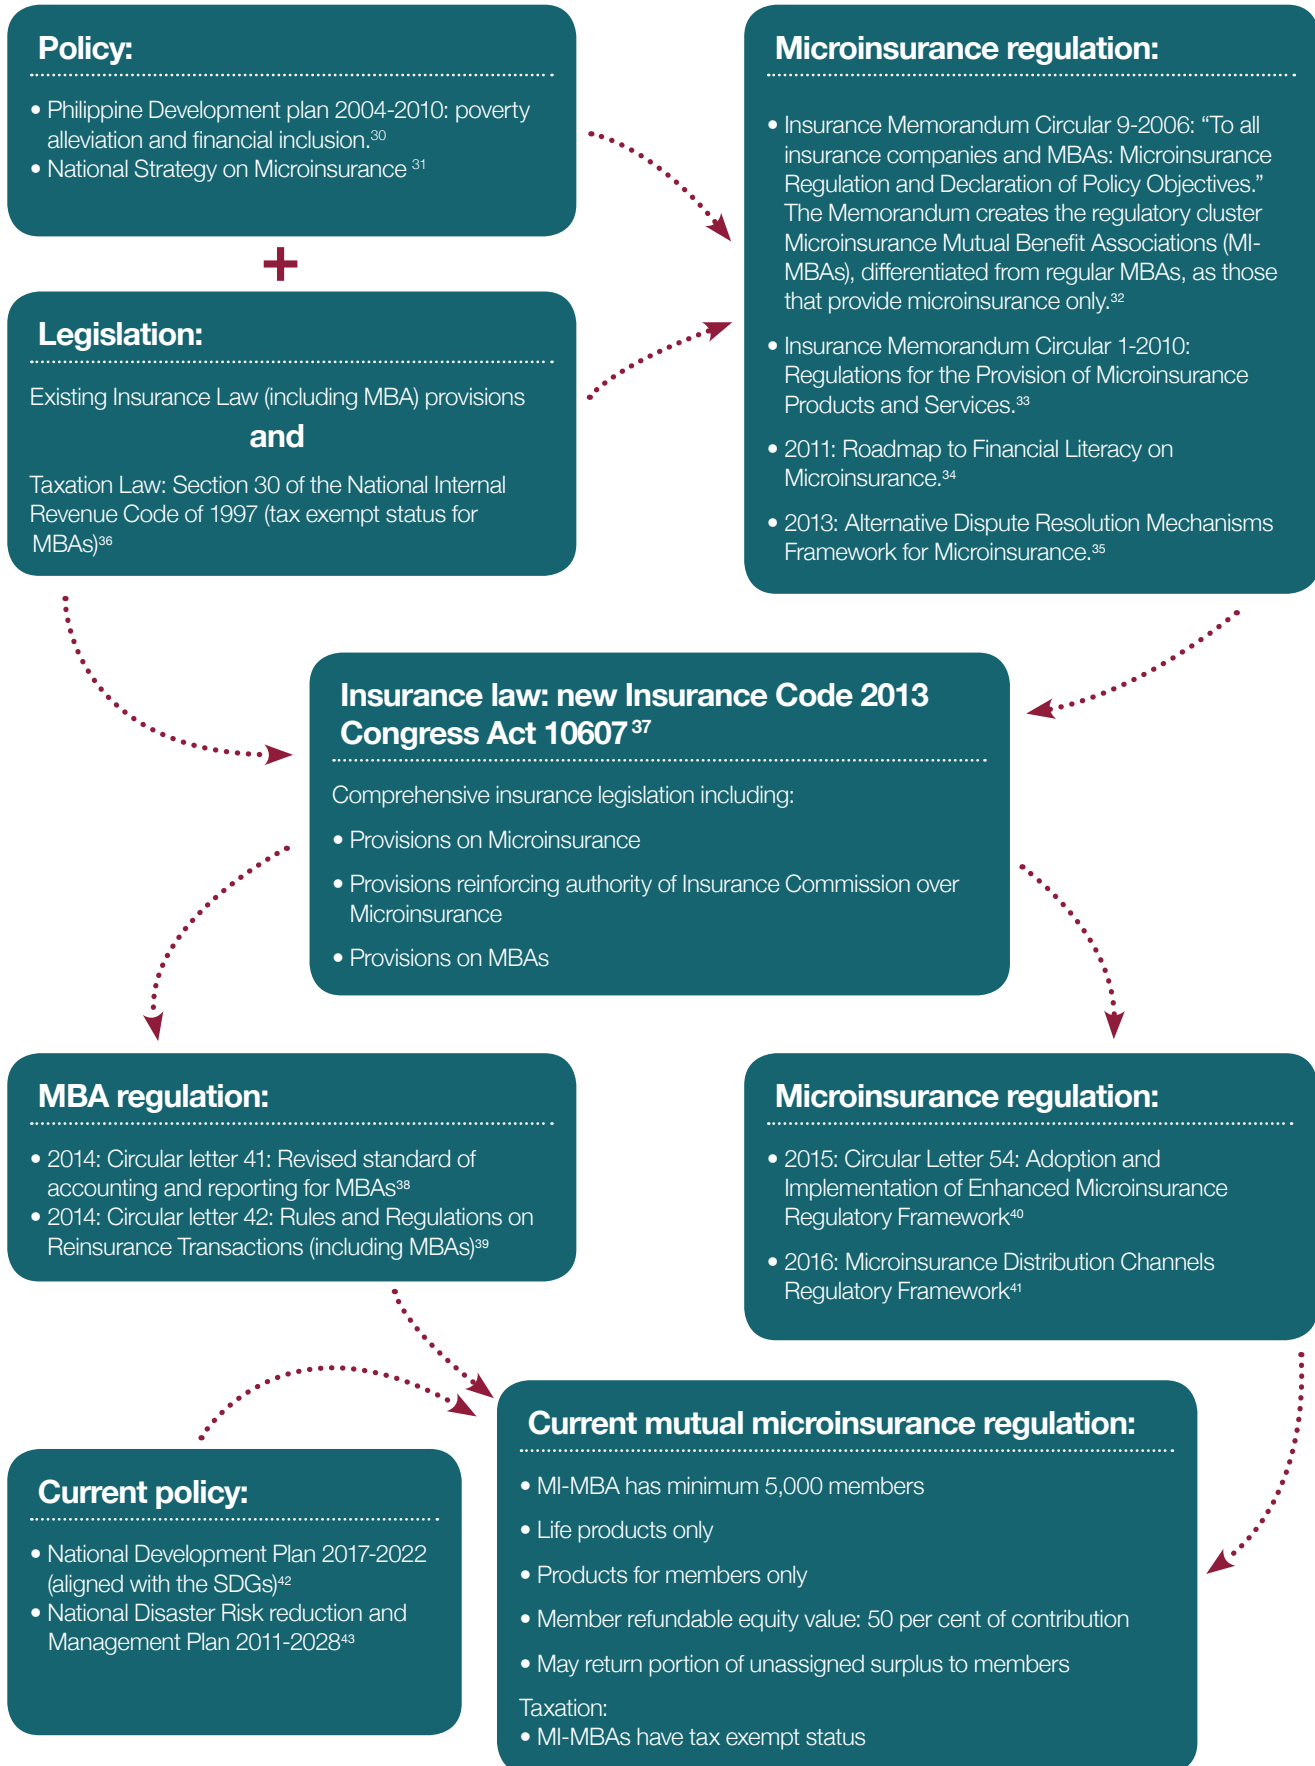 Policy:
• Philippine Development plan 2004-2010: poverty
alleviation and financial inclusion.30
• National Strategy on Microinsurance 31
+
Legislation:
Existing Insurance Law (including MBA) provisions
and
Taxation Law: Section 30 of the National Internal
Revenue Code of 1997 (tax exempt status for
MBAs)36
Microinsurance regulation:
• Insurance Memorandum Circular 9-2006: “To all
insurance companies and MBAs: Microinsurance
Regulation and Declaration of Policy Objectives.”
The Memorandum creates the regulatory cluster
Microinsurance Mutual Benefit Associations (MI-
MBAs), differentiated from regular MBAs, as those
that provide microinsurance only.32
• Insurance Memorandum Circular 1-2010:
Regulations for the Provision of Microinsurance
Products and Services.33
• 2011: Roadmap to Financial Literacy on
Microinsurance.34
• 2013: Alternative Dispute Resolution Mechanisms
Framework for Microinsurance.35
Insurance law: new Insurance Code 2013
Congress Act 10607 37
Comprehensive insurance legislation including:
• Provisions on Microinsurance
• Provisions reinforcing authority of Insurance Commission over
Microinsurance
• Provisions on MBAs
MBA regulation:
• 2014: Circular letter 41: Revised standard of
accounting and reporting for MBAs38
• 2014: Circular letter 42: Rules and Regulations on
Reinsurance Transactions (including MBAs)39
Microinsurance regulation:
• 2015: Circular Letter 54: Adoption and
Implementation of Enhanced Microinsurance
Regulatory Framework40
• 2016: Microinsurance Distribution Channels
Regulatory Framework41
Current policy:
• National Development Plan 2017-2022
(aligned with the SDGs)42
• National Disaster Risk reduction and
Management Plan 2011-202843
Current mutual microinsurance regulation:
• MI-MBA has minimum 5,000 members
• Life products only
• Products for members only
• Member refundable equity value: 50 per cent of contribution
• May return portion of unassigned surplus to members
Taxation:
• MI-MBAs have tax exempt status